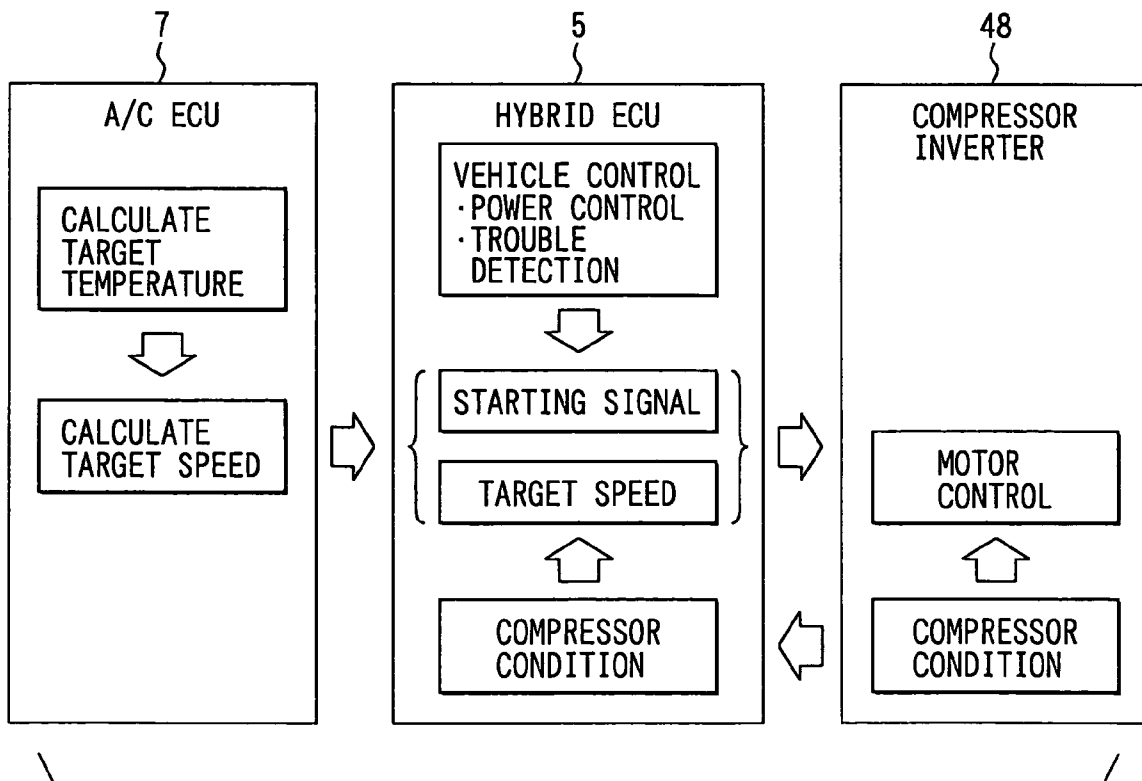 7
A/C ECU
CALCULATE
TARGET
TEMPERATURE
CALCULATE
TARGET SPEED
5
HYBRID ECU
VEHICLE CONTROL
·POWER CONTROL
·TROUBLE
DETECTION
STARTING SIGNAL
TARGET SPEED
COMPRESSOR
CONDITION
48
COMPRESSOR
INVERTER
MOTOR
CONTROL
COMPRESSOR
CONDITION